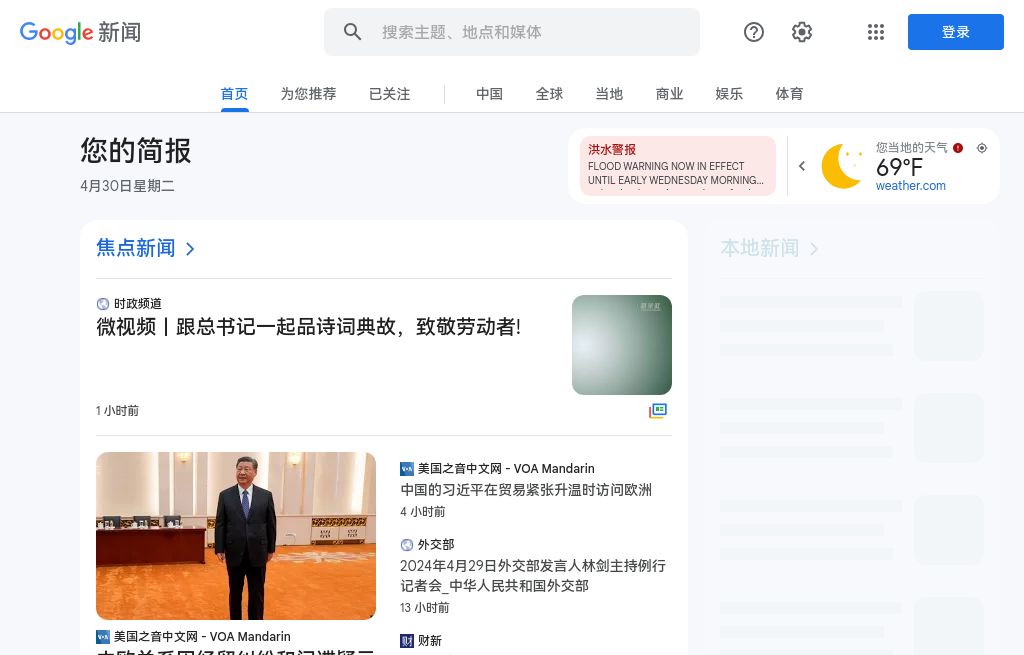 Google 新闻
搜索主题、地点和媒体
登录
首页
为您推荐
已关注
中国
全球
当地
商业
娱乐
体育
您的简报
4月30日星期二
洪水警报
FLOOD WARNING NOW IN EFFECT
UNTIL EARLY WEDNESDAY MORNING...
您当地的天气
69°F
weather.com
焦点新闻
本地新闻
时政频道
微视频丨跟总书记一起品诗词典故，致敬劳动者!
1 小时前
美国之音中文网 - VOA Mandarin
中国的习近平在贸易紧张升温时访问欧洲
4 小时前
外交部
2024年4月29日外交部发言人林剑主持例行
记者会_中华人民共和国外交部
13 小时前
美国之音中文网 - VOA Mandarin
财新